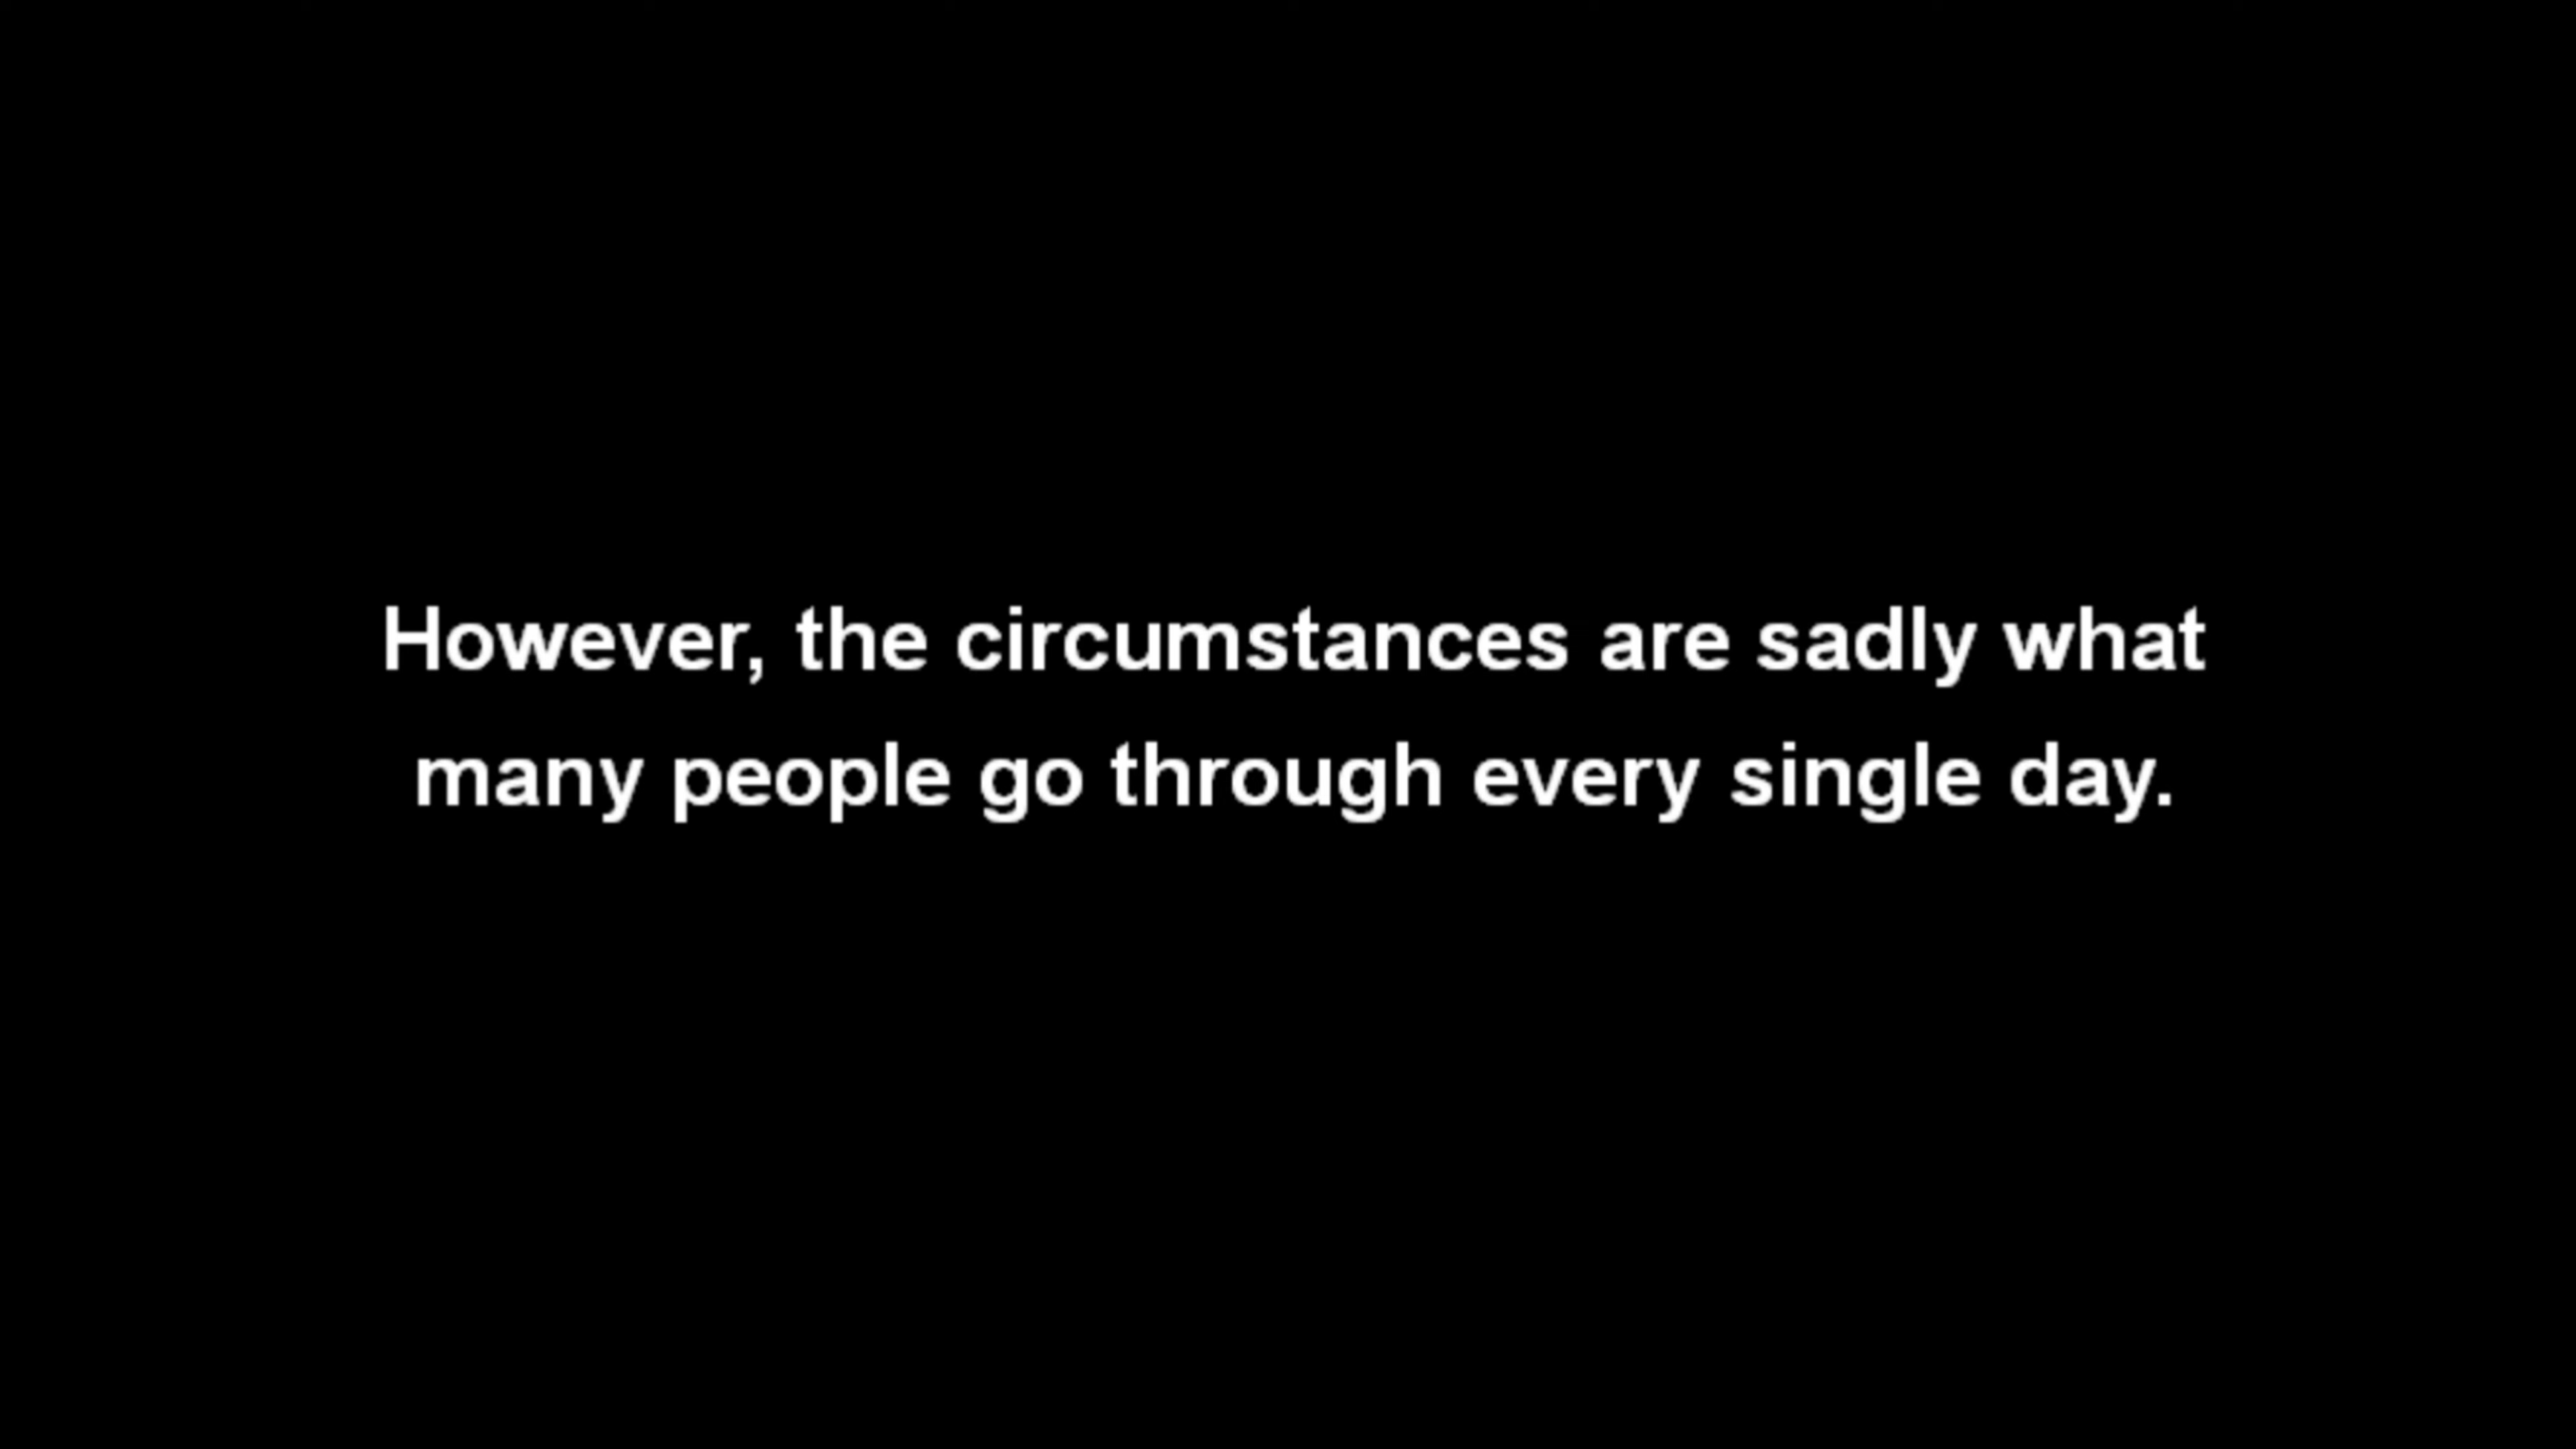 However, the circumstances are sadly what
many people go through every single day.